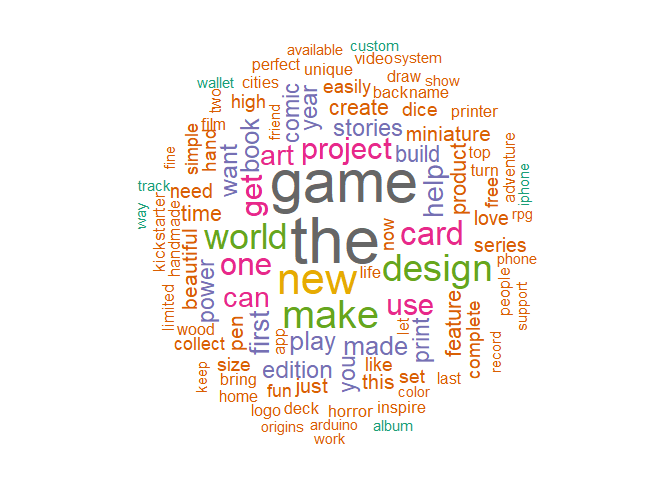 available
custom
perfect
video
system
wallet
cities
unique
draw
show
two
high
easily
backname
comic
year
create
dice
printer
film
friend
stories
miniature
simple
hand
book
art
project
build
top
fine
want
product
turn
adventure
track
need
get
game
help
free
iphone
way
kickstarter
handmade
time
world
the
now
card
love
rpg
series
beautiful
one
new
life
design
phone
people
support
limited
power
can
make
use
feature
complete
wood
pen
first
app
play
made
let
print
record
collect
size
edition
you
like
this
set
last
keep
bring
home
fun
just
color
logo
deck
horror
inspire
origins
arduino
album
work